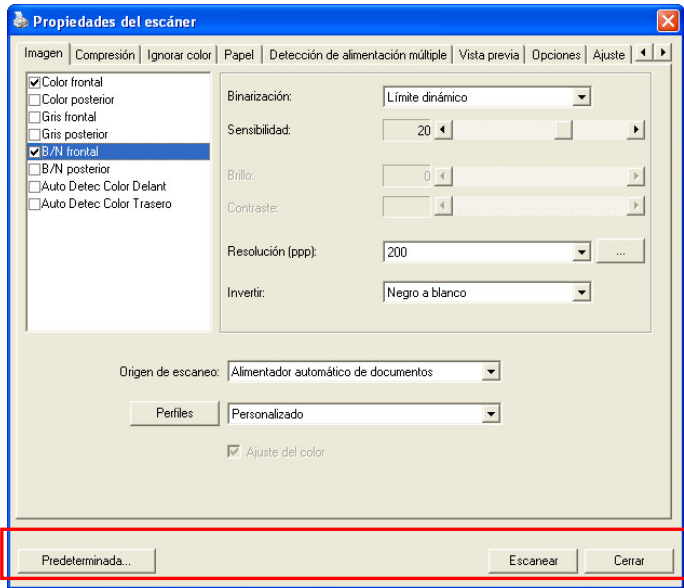 Propiedades del escáner
Imagen Compresión Ignorar color Papel Detección de alimentación múltiple Vista previa Opciones Ajuste
Color frontal
Color posterior
Gris frontal
Gris posterior
B/N frontal
B/N posterior
Auto Detec Color Delant
Auto Detec Color Trasero
Binarización: Límite dinámico
Sensibilidad: 20
Brillo: 0
Contraste:
Resolución (ppp): 200 ...
Invertir: Negro a blanco
Origen de escaneo: Alimentador automático de documentos
Perfiles Personalizado
Ajuste del color
Predeterminada... Escanear Cerrar